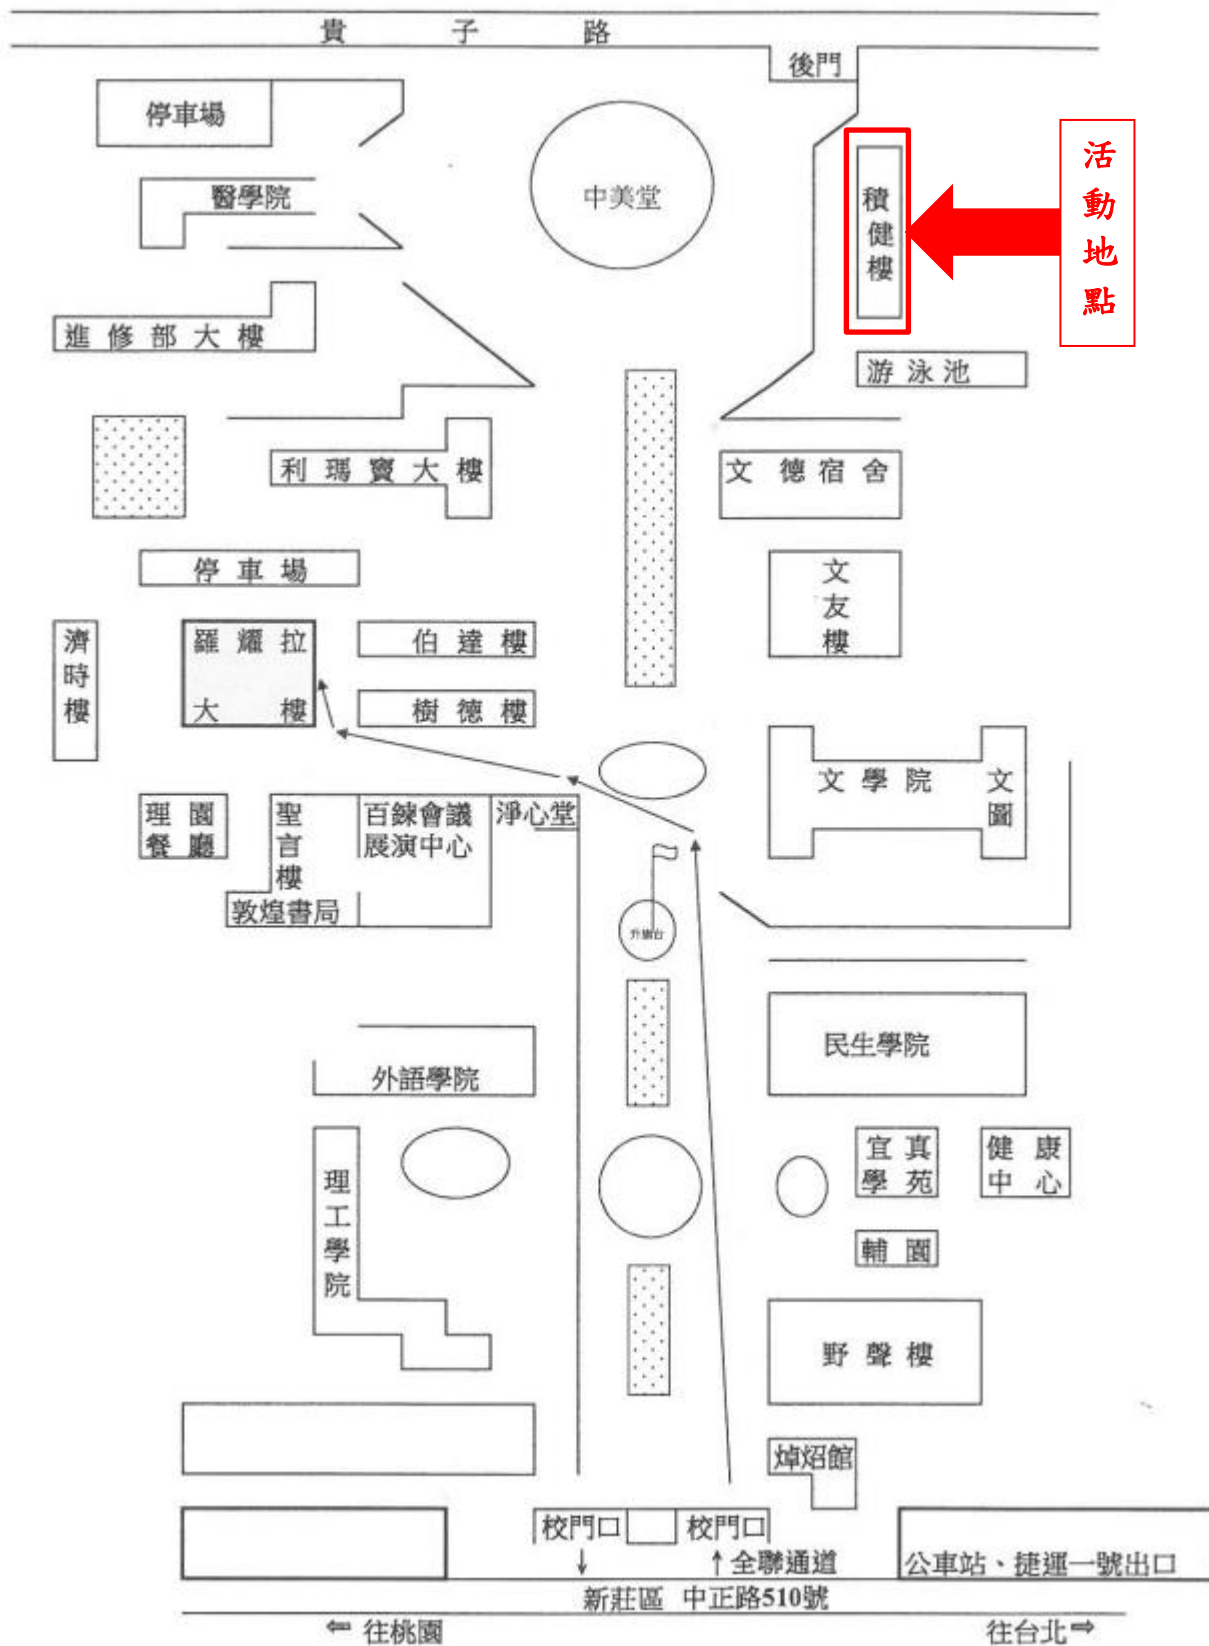 貴子路
後門
停車場
中美堂
活動地點
積健樓
醫學院
進修部大樓
游泳池
利瑪竇大樓
文德宿舍
停車場
文友樓
濟時樓
羅耀拉
大樓
伯達樓
樹德樓
文學院
文圖
理園
餐廳
聖言樓
百鍊會議
展演中心
淨心堂
敦煌書局
升旗台
民生學院
外語學院
宜真
學苑
健康
中心
理工學院
輔園
野聲樓
焯炤館
校門口
校門口
↓
↑全聯通道
公車站、捷運一號出口
新莊區 中正路510號
⇐ 往桃園
往台北⇒